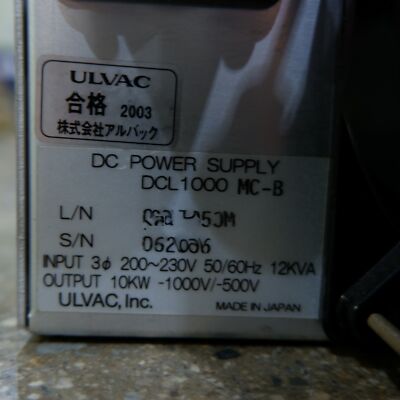 ULVAC
合格 2003
株式会社アルバック
DC POWER SUPPLY
DCL1000 MC-B
L/N
S/N
INPUT 3ϕ 200~230V 50/60Hz 12KVA
OUTPUT 10KW -1000V/-500V
ULVAC, Inc. MADE IN JAPAN